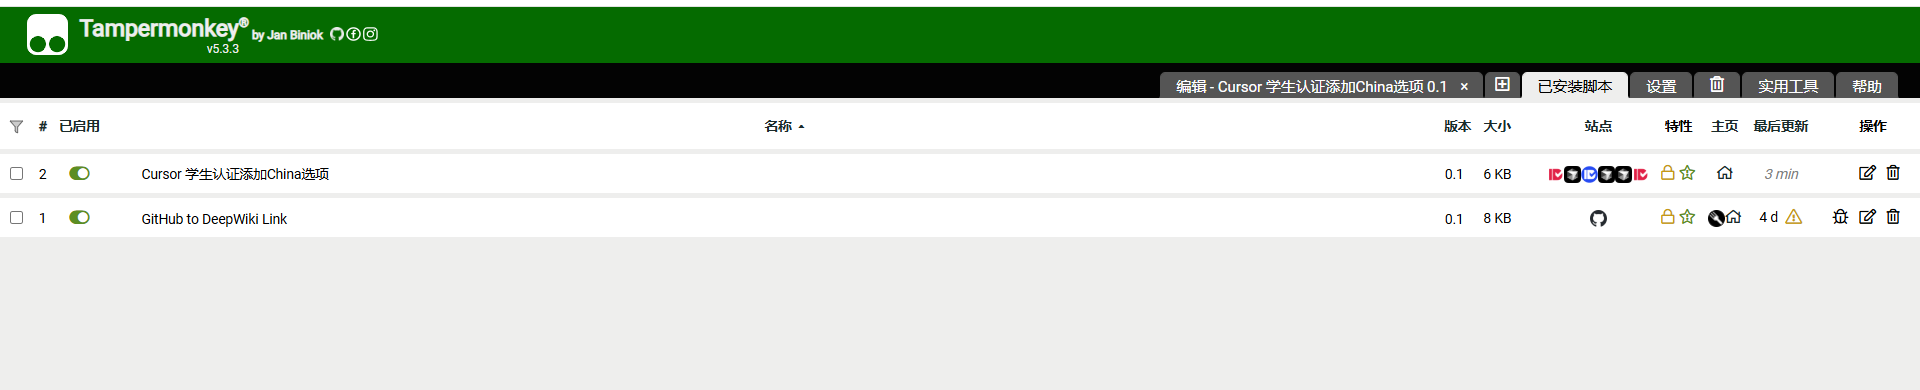 Tampermonkey® by Jan Biniok
v5.3.3
编辑 - Cursor 学生认证添加China选项 0.1 × 已安装脚本 设置 实用工具 帮助
# 已启用 名称 版本 大小 站点 特性 主页 最后更新 操作
2 Cursor 学生认证添加China选项 0.1 6 KB 3 min
1 GitHub to DeepWiki Link 0.1 8 KB 4 d